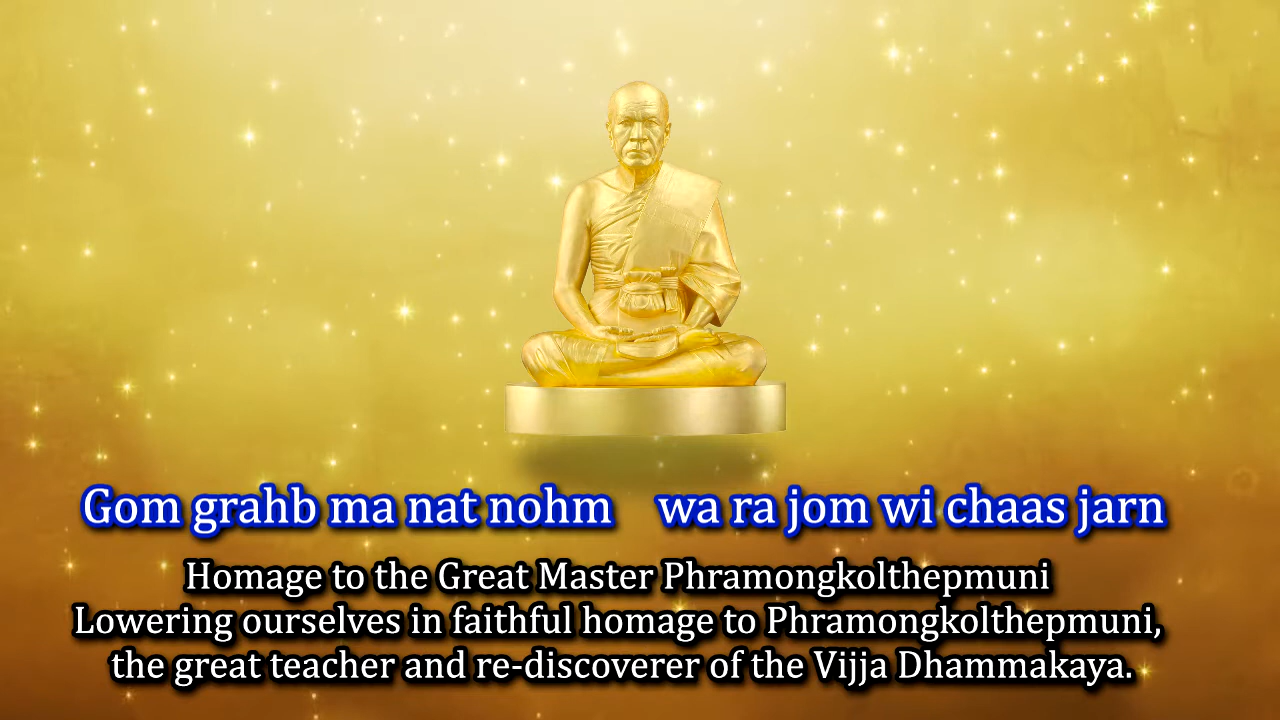 Gom grahb ma nat nohm wa ra jom wi chaas jarn
Homage to the Great Master Phramongkolthepmuni
Lowering ourselves in faithful homage to Phramongkolthepmuni,
the great teacher and re-discoverer of the Vijja Dhammakaya.